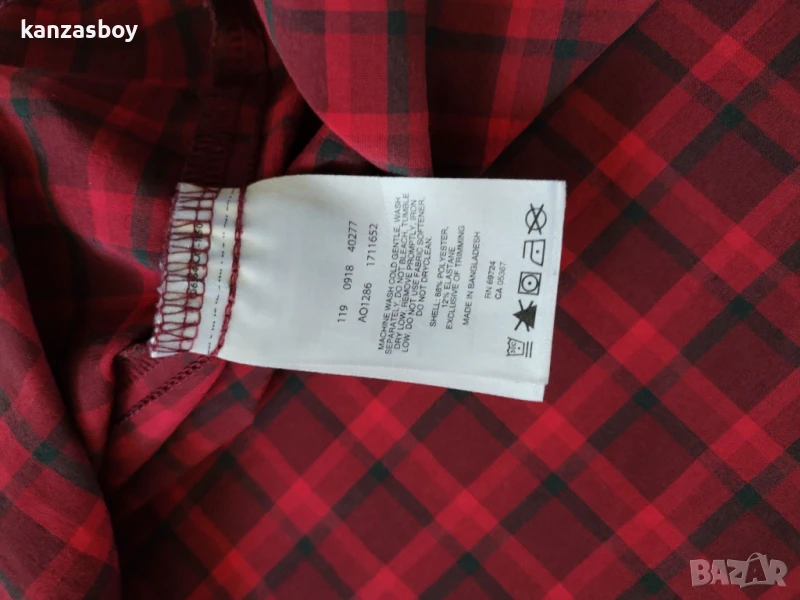 kanzasboy
119 0918 40277
AO1286 1711652
MACHINE WASH COLD GENTLE, WASH
SEPARATELY, DO NOT BLEACH, TUMBLE
DRY LOW, REMOVE PROMPTLY, IRON
LOW, DO NOT USE FABRIC SOFTENER,
DO NOT DRYCLEAN.
SHELL: 88% POLYESTER,
12% ELASTANE
EXCLUSIVE OF TRIMMING
MADE IN BANGLADESH
RN 69724
CA 05067
BAZAR